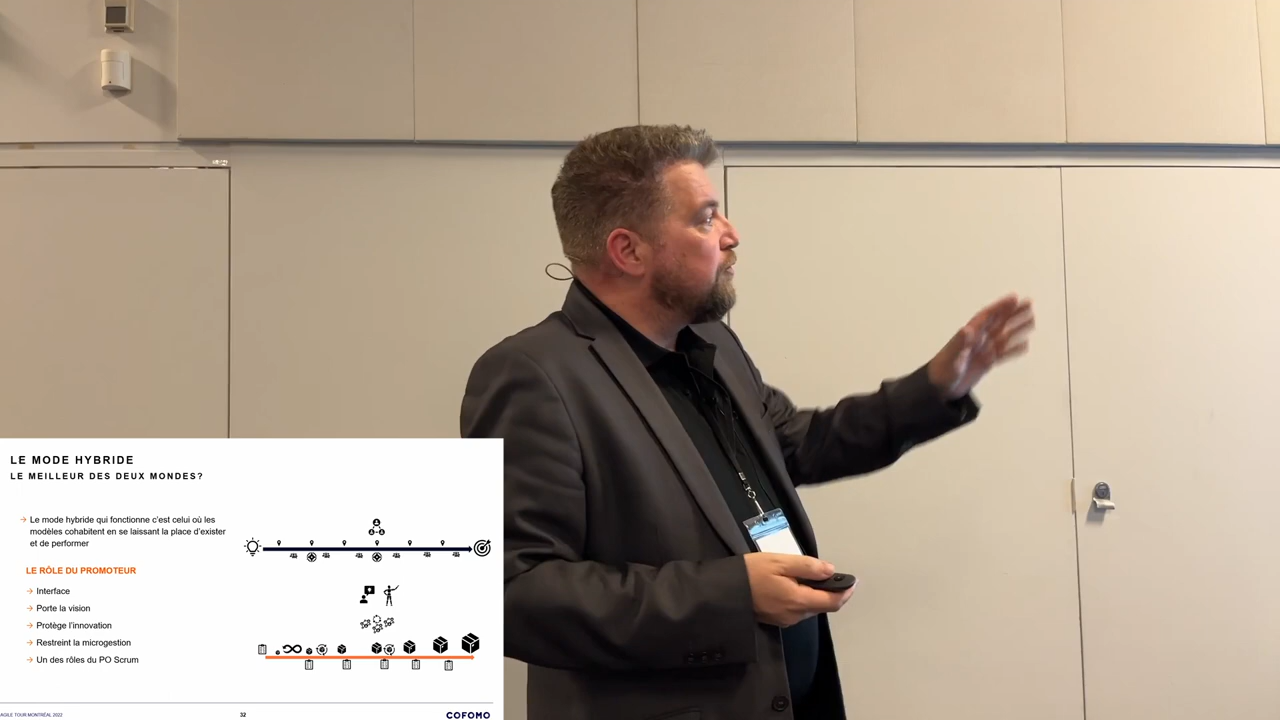 LE MODE HYBRIDE
LE MEILLEUR DES DEUX MONDES?
Le mode hybride qui fonctionne c'est celui où les
modèles cohabitent en se laissant la place d'exister
et de performer
LE RÔLE DU PROMOTEUR
Interface
Porte la vision
Protège l'innovation
Restreint la microgestion
Un des rôles du PO Scrum
AGILE TOUR MONTRÉAL 2022
32
COFOMO